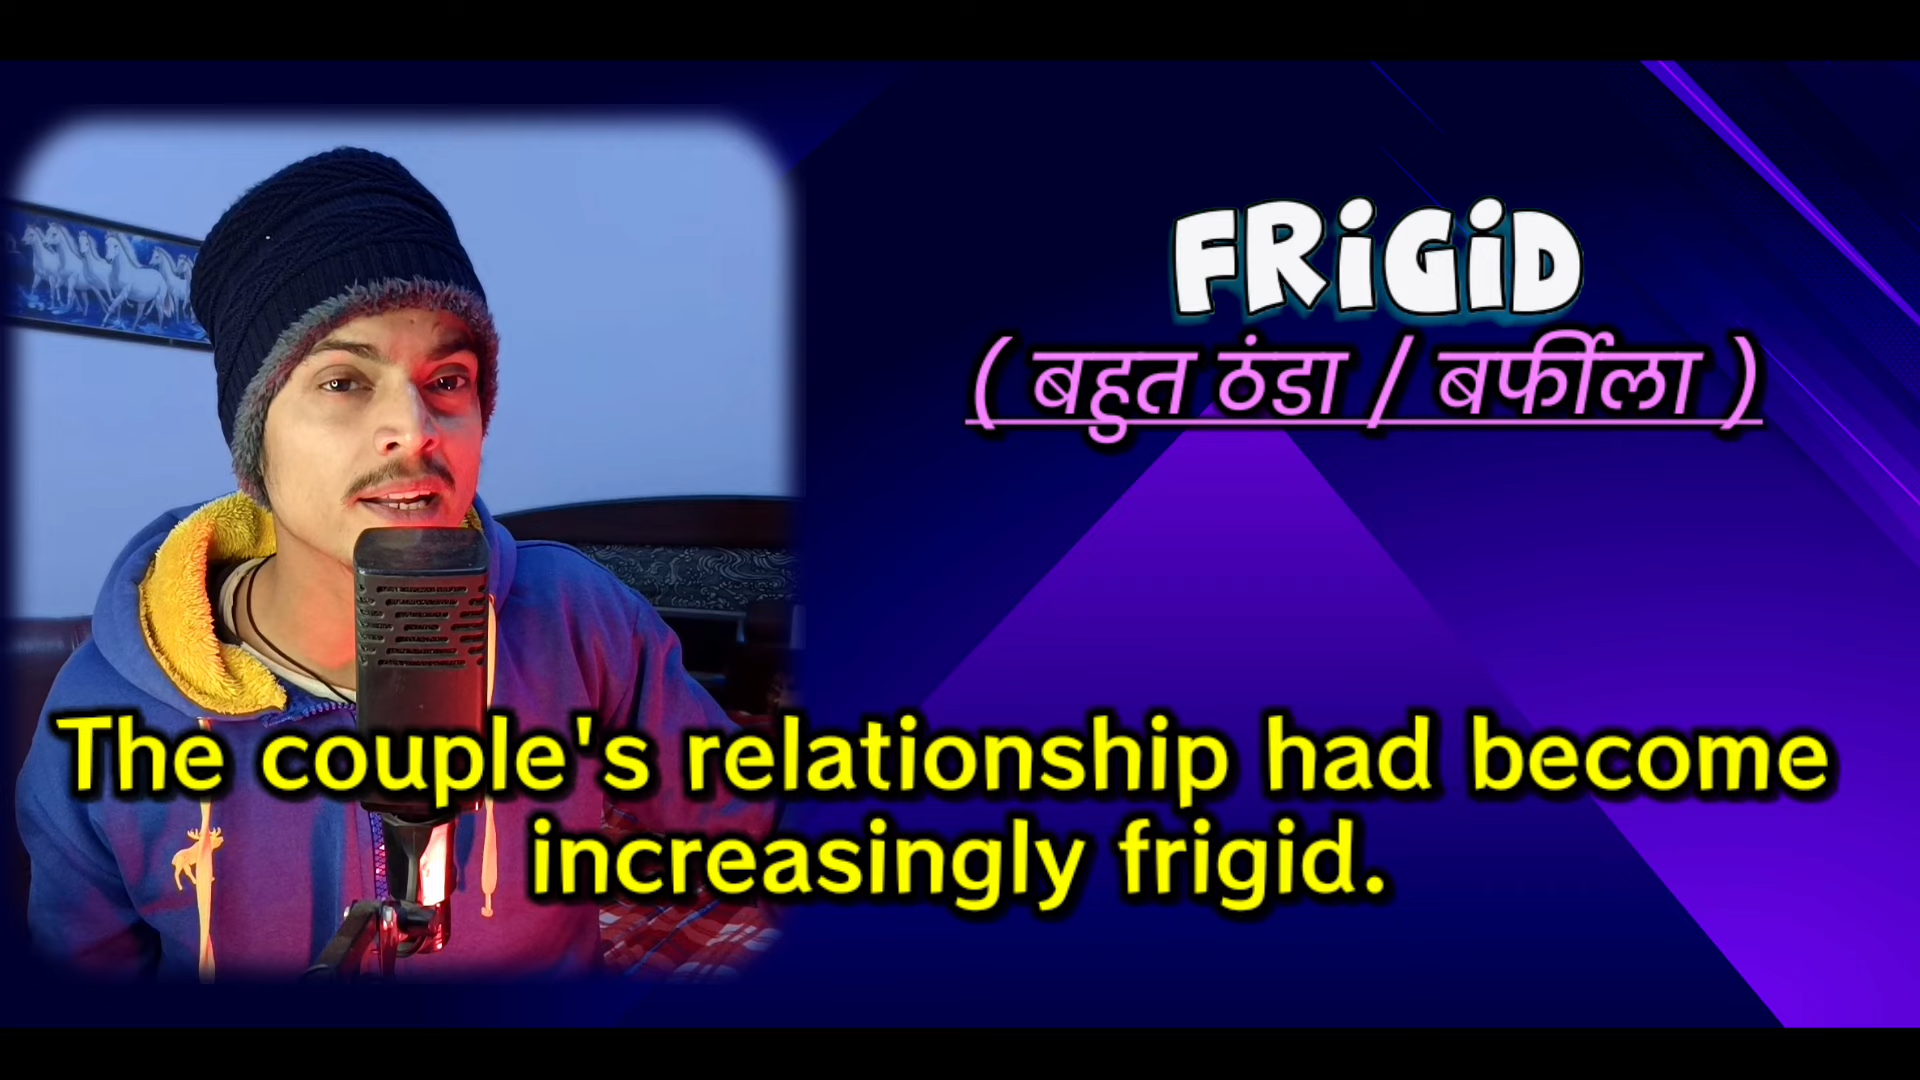 FRiGiD
( बहुत ठंडा / बर्फीला )
The couple's relationship had become
increasingly frigid.